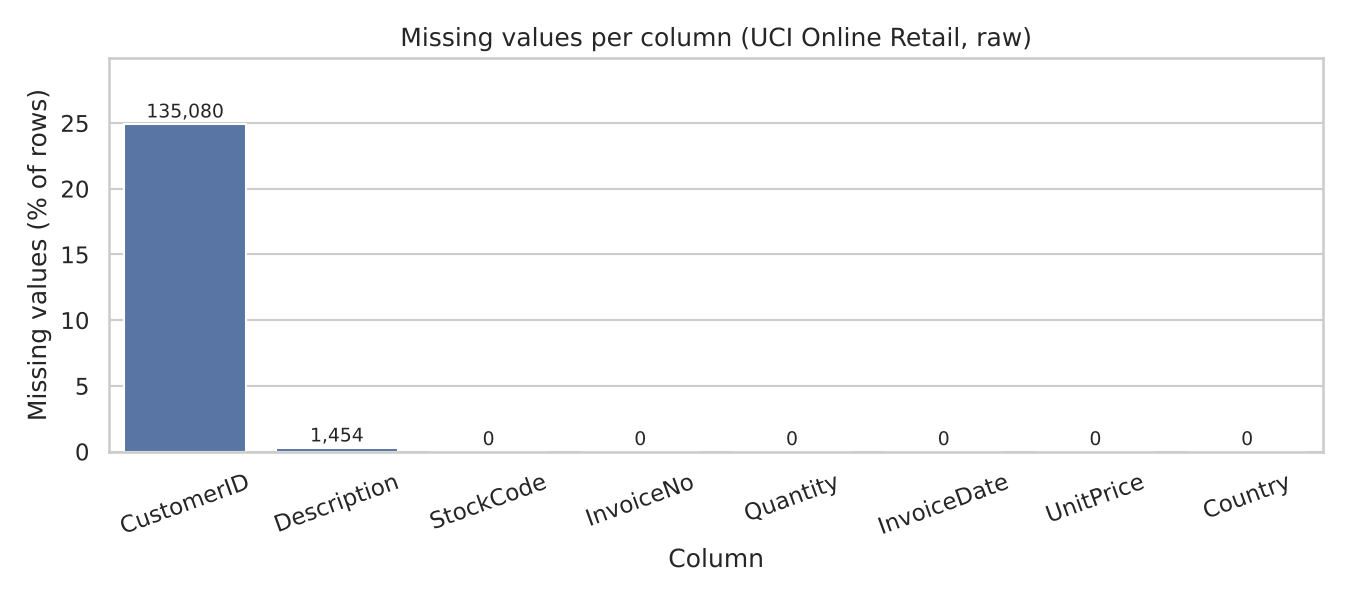 Missing values per column (UCI Online Retail, raw)
Missing values (% of rows)
25
20
15
10
5
0
135,080
1,454
0
0
0
0
0
0
CustomerID
Description
StockCode
InvoiceNo
Quantity
InvoiceDate
UnitPrice
Country
Column